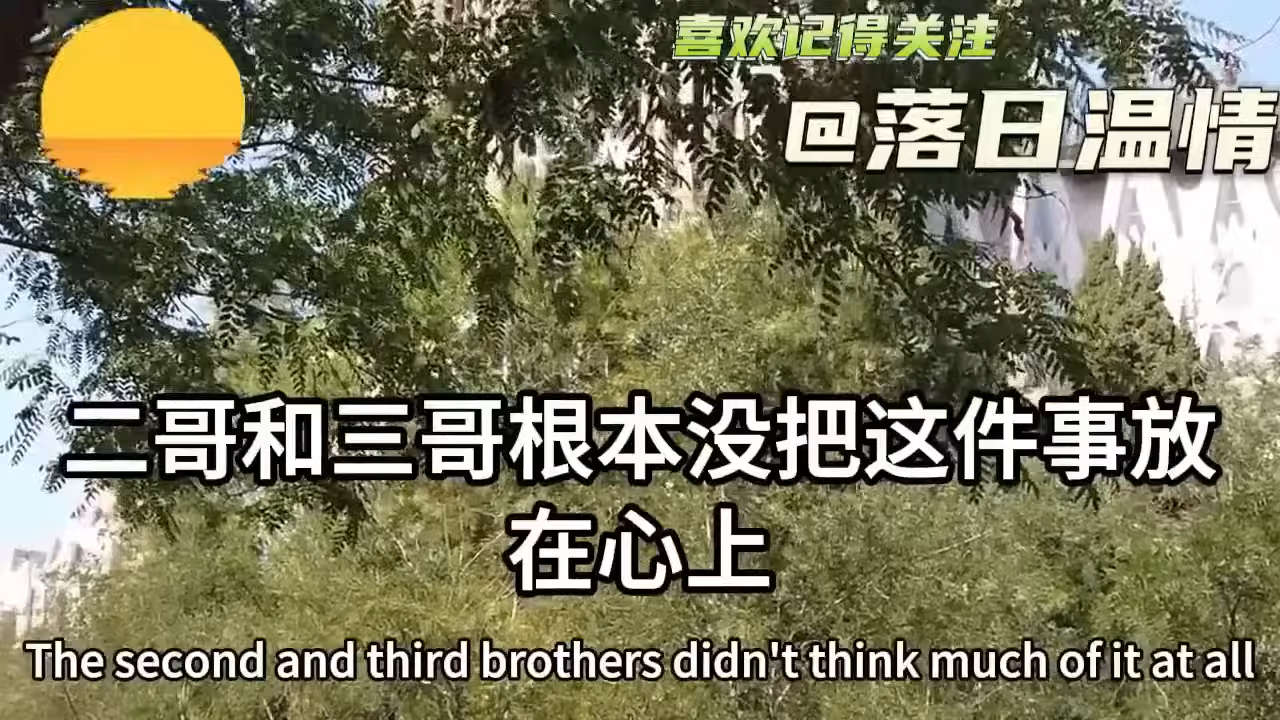 喜欢记得关注
@落日温情
二哥和三哥根本没把这件事放
在心上
The second and third brothers didn't think much of it at all